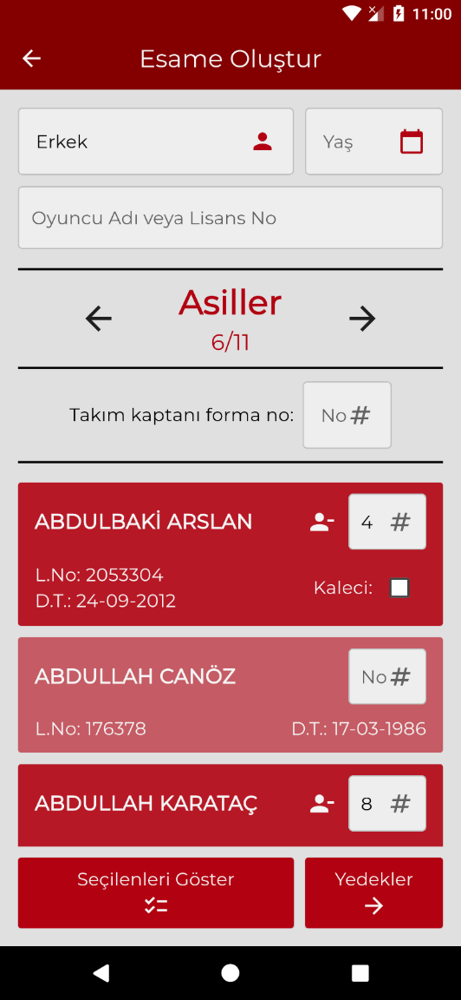 11:00
Esame Oluştur
Erkek
Yaş
Oyuncu Adı veya Lisans No
Asiller
6/11
Takım kaptanı forma no: No #
ABDULBAKİ ARSLAN 4 #
L.No: 2053304
D.T.: 24-09-2012
Kaleci:
ABDULLAH CANÖZ No #
L.No: 176378 D.T.: 17-03-1986
ABDULLAH KARATAÇ 8 #
Seçilenleri Göster
Yedekler